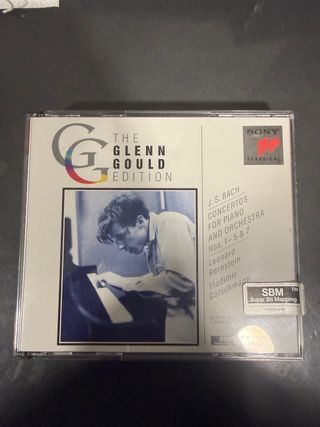 THE
GLENN
GOULD
EDITION
SONY
CLASSICAL
J. S. BACH
CONCERTOS
FOR PIANO
AND ORCHESTRA
Nos. 1-5 & 7
Leonard
Bernstein
Vladimir
Golschmann
SBM
Super Bit Mapping